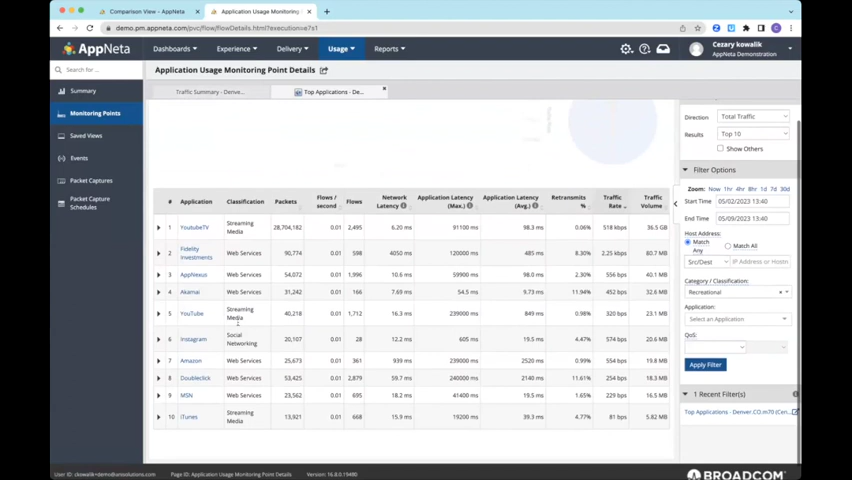 Comparison View - AppNeta
Application Usage Monitoring
demo.pm.appneta.com/pvc/flow/flowDetails.html?execution=e7s1
AppNeta
Dashboards
Experience
Delivery
Usage
Reports
Cezary kowalik
AppNeta Demonstration
Search for ...
Application Usage Monitoring Point Details
Summary
Traffic Summary - Denve...
Top Applications - De...
Monitoring Points
Saved Views
Events
Packet Captures
Packet Capture
Schedules
Direction
Total Traffic
Results
Top 10
Show Others
Filter Options
Zoom: Now 1hr 4hr 8hr 1d 7d 30d
Start Time 05/02/2023 13:40
End Time 05/09/2023 13:40
Host Address:
Match Any
Match All
Src/Dest
IP Address or Hostn
Category / Classification:
Recreational
Application:
Select an Application
QoS:
Apply Filter
1 Recent Filter(s)
Top Applications - Denver.CO.m70 (Cen...
# Application Classification Packets Flows / second Flows Network Latency Application Latency (Max.) Application Latency (Avg.) Retransmits % Traffic Rate Traffic Volume
1 YoutubeTV Streaming Media 28,704,182 0.01 2,495 6.20 ms 91100 ms 98.3 ms 0.06% 518 kbps 36.5 GB
2 Fidelity Investments Web Services 90,774 0.01 598 4050 ms 120000 ms 485 ms 8.30% 2.25 kbps 80.7 MB
3 AppNexus Web Services 54,072 0.01 1,996 10.6 ms 59900 ms 98.3 ms 2.23% 556 bps 40.1 MB
4 Akamai Web Services 31,242 0.01 166 7.69 ms 54.5 ms 9.73 ms 11.94% 452 bps 32.6 MB
5 YouTube Streaming Media 40,218 0.01 1,712 16.3 ms 239000 ms 849 ms 0.98% 320 bps 23.1 MB
6 Instagram Social Networking 20,107 0.01 28 12.2 ms 605 ms 19.5 ms 4.47% 574 bps 20.6 MB
7 Amazon Web Services 25,673 0.01 361 939 ms 239000 ms 2520 ms 0.99% 554 bps 19.8 MB
8 Doubleclick Web Services 53,425 0.01 2,879 59.7 ms 240000 ms 2420 ms 11.61% 254 bps 18.3 MB
9 MSN Web Services 23,562 0.01 695 18.2 ms 41400 ms 19.2 ms 1.65% 229 bps 16.5 MB
10 iTunes Streaming Media 13,921 0.01 668 15.9 ms 19200 ms 39.3 ms 4.77% 81 bps 5.82 MB
Page ID: Application Usage Monitoring Point Details
Version: 16.8.0.19480
BROADCOM